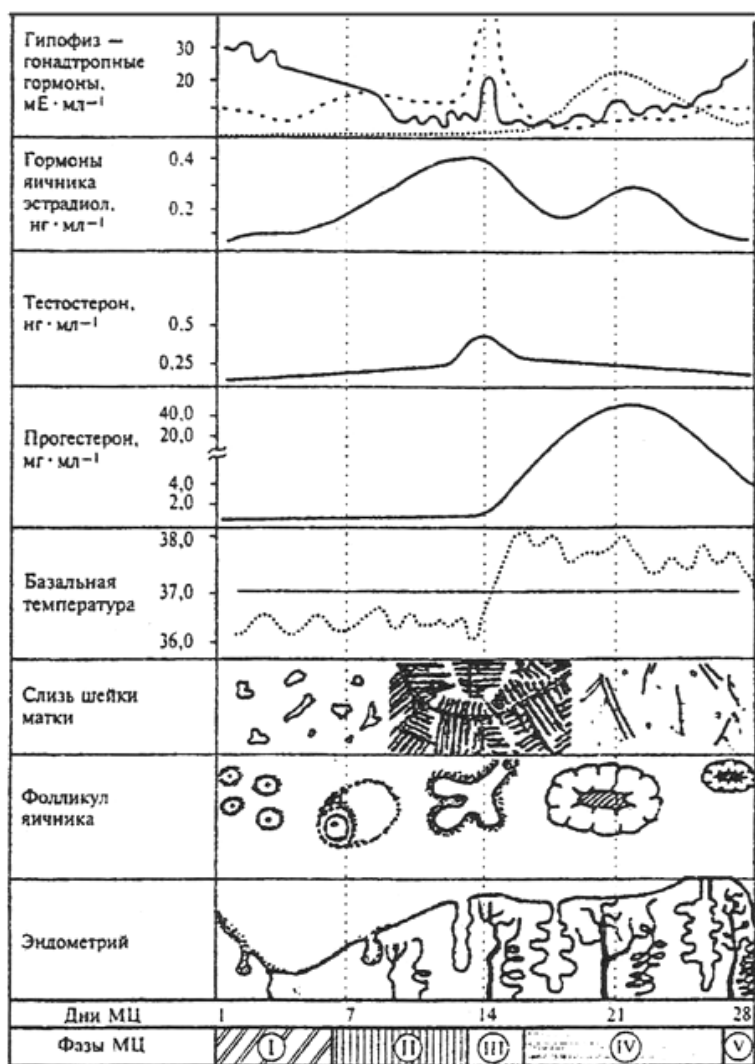 Гипофиз —
гонадтропные
гормоны,
мЕ · мл⁻¹
30
20
Гормоны
яичника
эстрадиол,
нг · мл⁻¹
0.4
0.2
Тестостерон,
нг · мл⁻¹
0.5
0.25
Прогестерон,
мг · мл⁻¹
40,0
20,0
4,0
2,0
Базальная
температура
38,0
37,0
36,0
Слизь шейки
матки
Фолликул
яичника
Эндометрий
Дни МЦ 1 7 14 21 28
Фазы МЦ I II III IV V